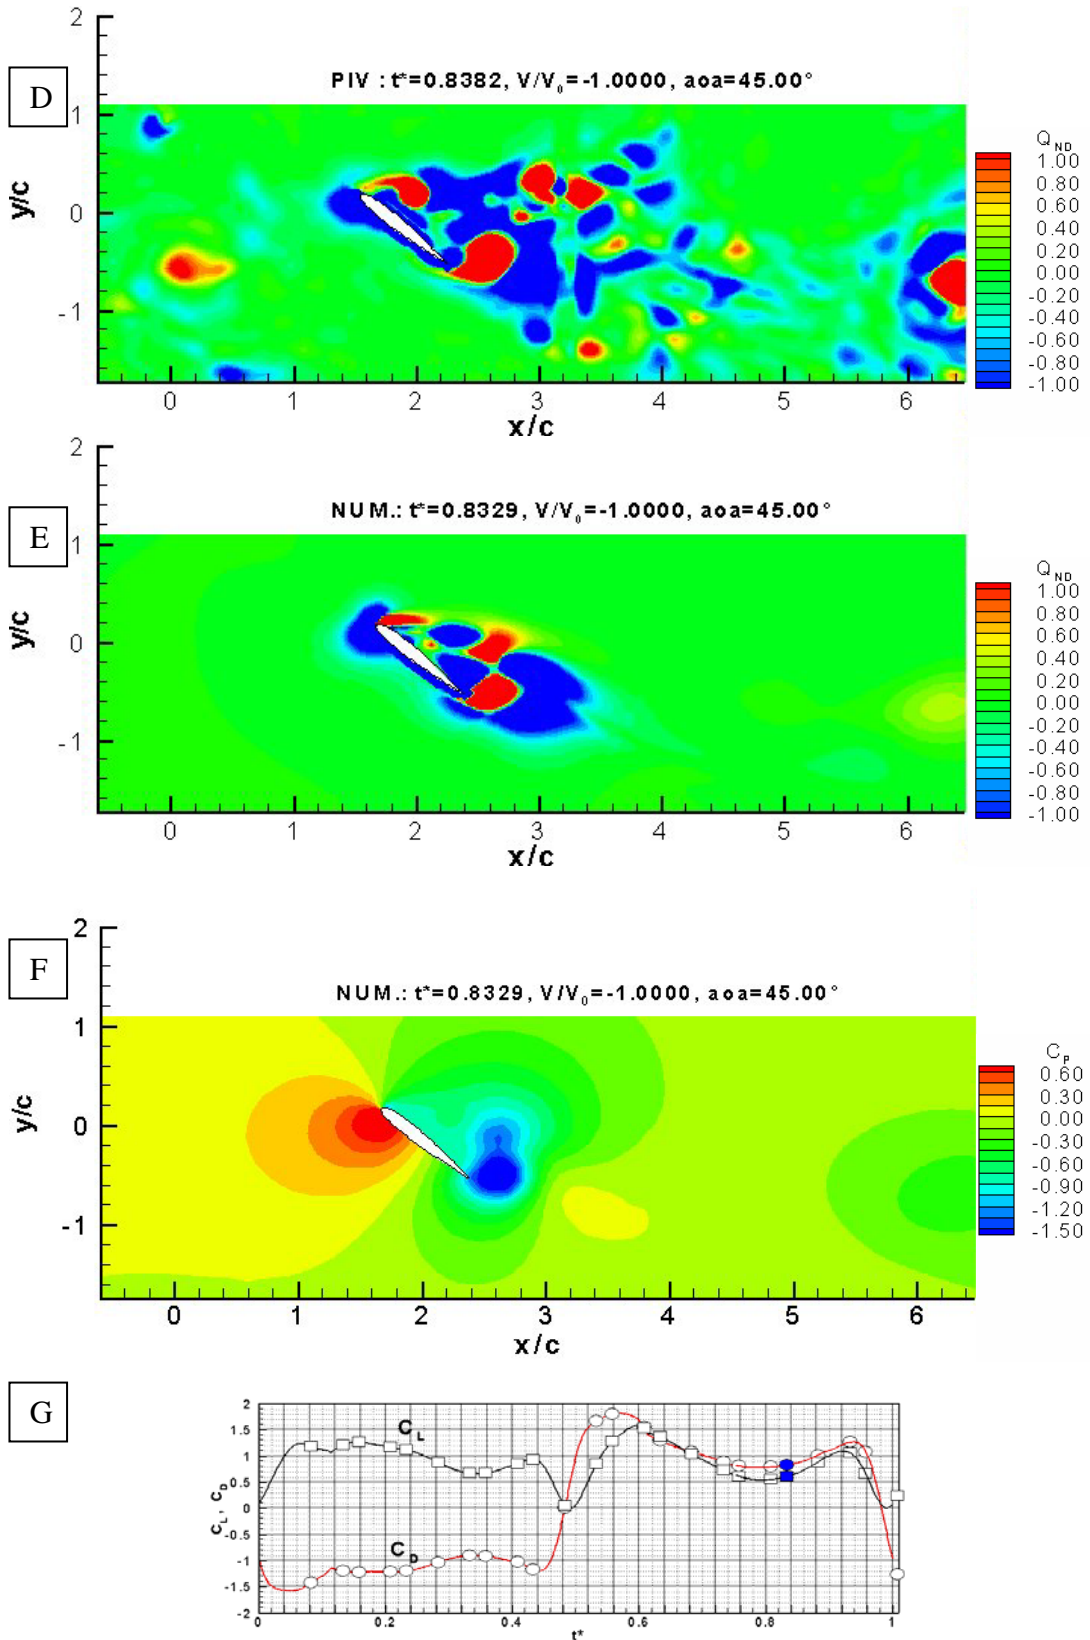 D
PIV : t*=0.8382, V/V₀=-1.0000, aoa=45.00°
2
1
0
-1
y/c
0 1 2 3 4 5 6
x/c
Q ND
1.00
0.80
0.60
0.40
0.20
0.00
-0.20
-0.40
-0.60
-0.80
-1.00
E
NUM.: t*=0.8329, V/V₀=-1.0000, aoa=45.00°
2
1
0
-1
y/c
0 1 2 3 4 5 6
x/c
Q ND
1.00
0.80
0.60
0.40
0.20
0.00
-0.20
-0.40
-0.60
-0.80
-1.00
F
NUM.: t*=0.8329, V/V₀=-1.0000, aoa=45.00°
2
1
0
-1
y/c
0 1 2 3 4 5 6
x/c
C P
0.60
0.30
0.00
-0.30
-0.60
-0.90
-1.20
-1.50
G
2
1.5
1
0.5
0
-0.5
-1
-1.5
-2
C L , C D
C L
C D
0 0.2 0.4 0.6 0.8 1
t*